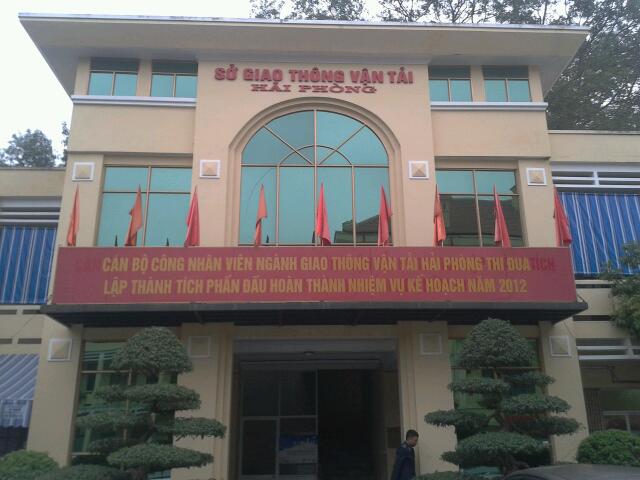 SỞ GIAO THÔNG VẬN TẢI
HẢI PHÒNG
CÁN BỘ CÔNG NHÂN VIÊN NGÀNH GIAO THÔNG VẬN TẢI HẢI PHÒNG THI ĐUA TÍCH
LẬP THÀNH TÍCH PHẤN ĐẤU HOÀN THÀNH NHIỆM VỤ KẾ HOẠCH NĂM 2012